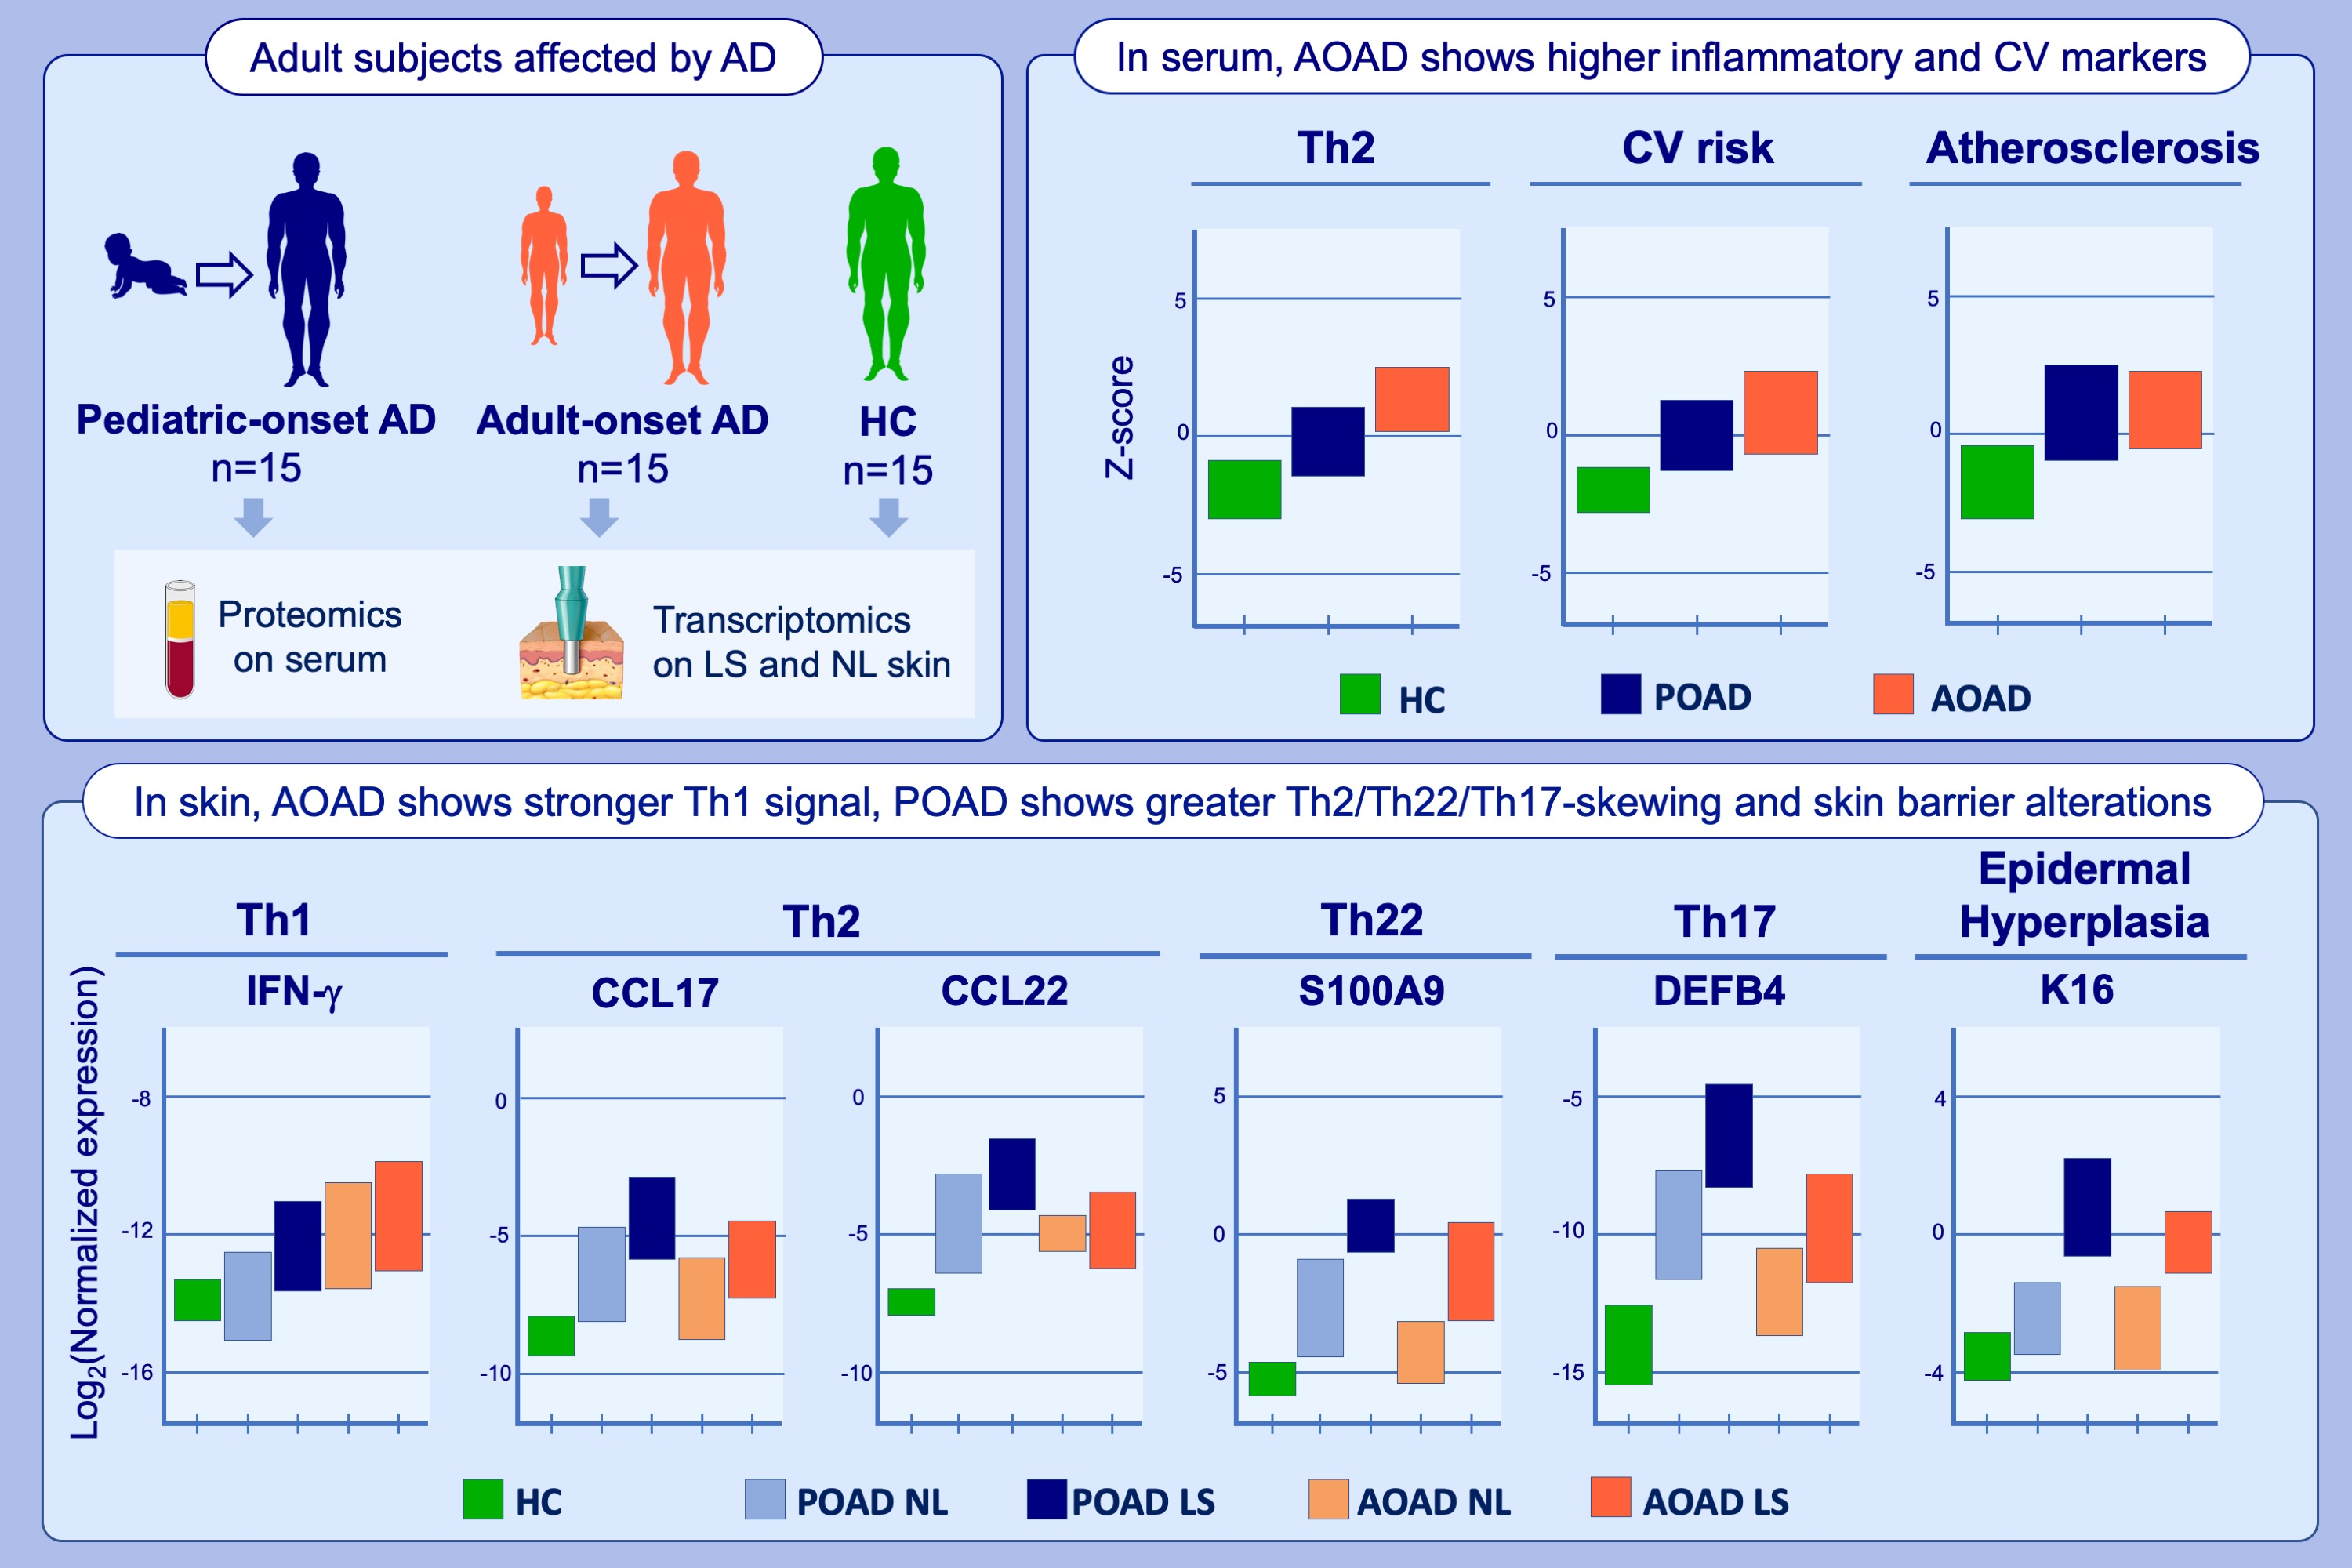 Adult subjects affected by AD
Pediatric-onset AD
n=15
Adult-onset AD
n=15
HC
n=15
Proteomics
on serum
Transcriptomics
on LS and NL skin
In serum, AOAD shows higher inflammatory and CV markers
Th2
CV risk
Atherosclerosis
Z-score
5
0
-5
5
0
-5
5
0
-5
HC
POAD
AOAD
In skin, AOAD shows stronger Th1 signal, POAD shows greater Th2/Th22/Th17-skewing and skin barrier alterations
Th1
Th2
Th22
Th17
Epidermal
Hyperplasia
IFN-γ
CCL17
CCL22
S100A9
DEFB4
K16
Log₂(Normalized expression)
-8
-12
-16
0
-5
-10
0
-5
-10
5
0
-5
-5
-10
-15
4
0
-4
HC
POAD NL
POAD LS
AOAD NL
AOAD LS